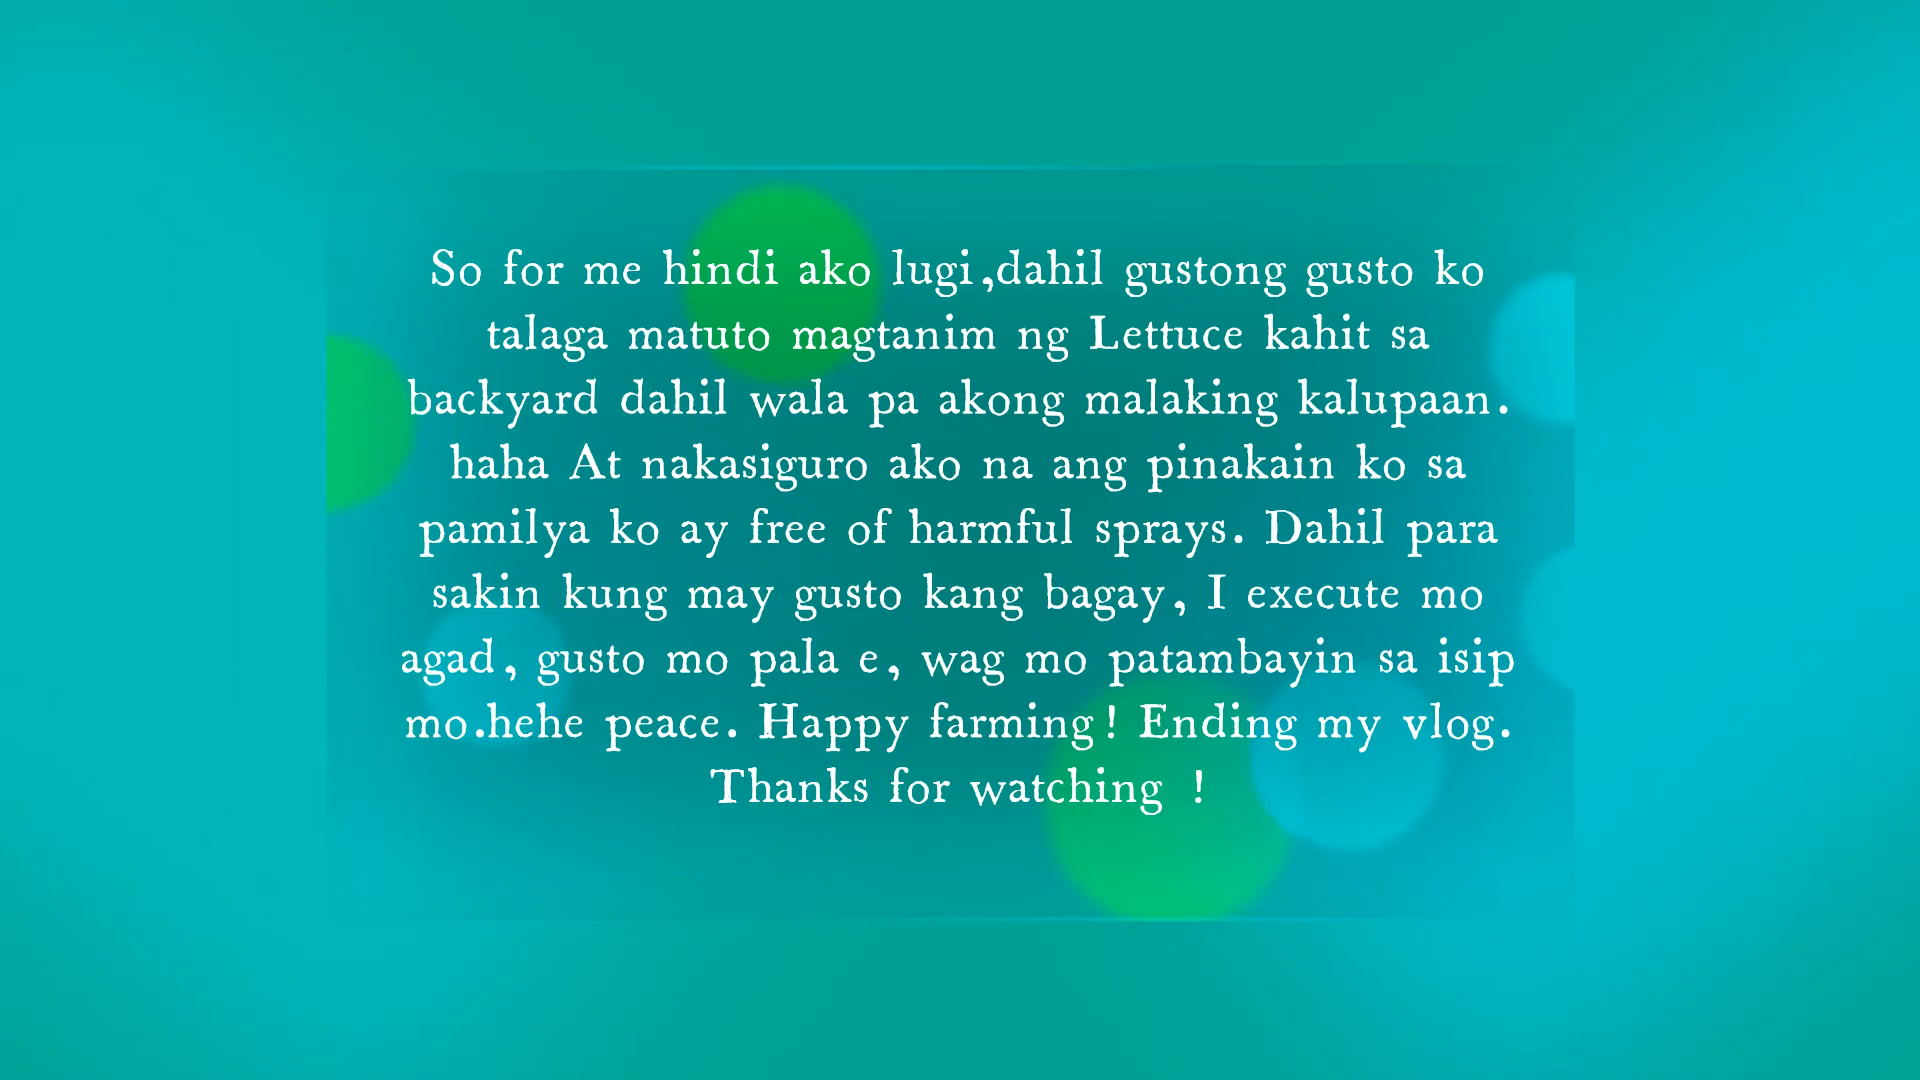 So for me hindi ako lugi,dahil gustong gusto ko
talaga matuto magtanim ng Lettuce kahit sa
backyard dahil wala pa akong malaking kalupaan.
haha At nakasiguro ako na ang pinakain ko sa
pamilya ko ay free of harmful sprays. Dahil para
sakin kung may gusto kang bagay, I execute mo
agad, gusto mo pala e, wag mo patambayin sa isip
mo.hehe peace. Happy farming! Ending my vlog.
Thanks for watching !